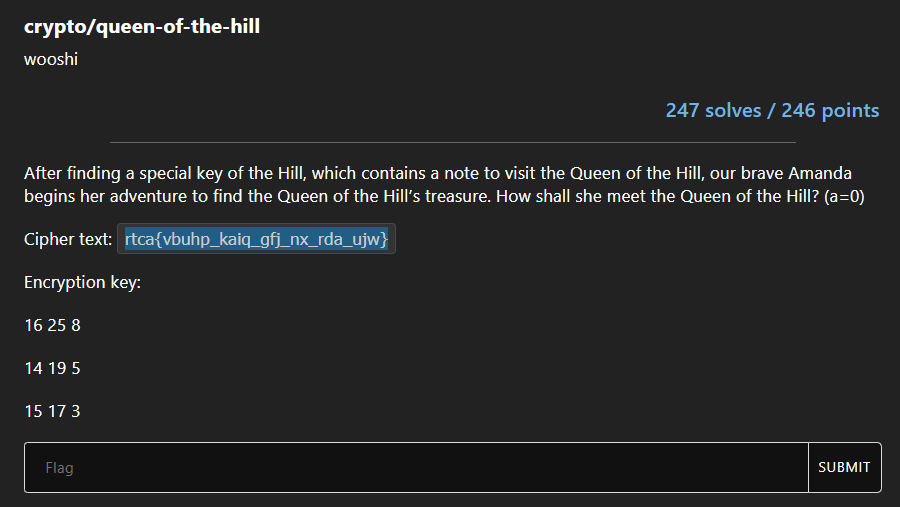 crypto/queen-of-the-hill
wooshi
247 solves / 246 points
After finding a special key of the Hill, which contains a note to visit the Queen of the Hill, our brave Amanda
begins her adventure to find the Queen of the Hill’s treasure. How shall she meet the Queen of the Hill? (a=0)
Cipher text: rtca{vbuhp_kaiq_gfj_nx_rda_ujw}
Encryption key:
16 25 8
14 19 5
15 17 3
Flag
SUBMIT